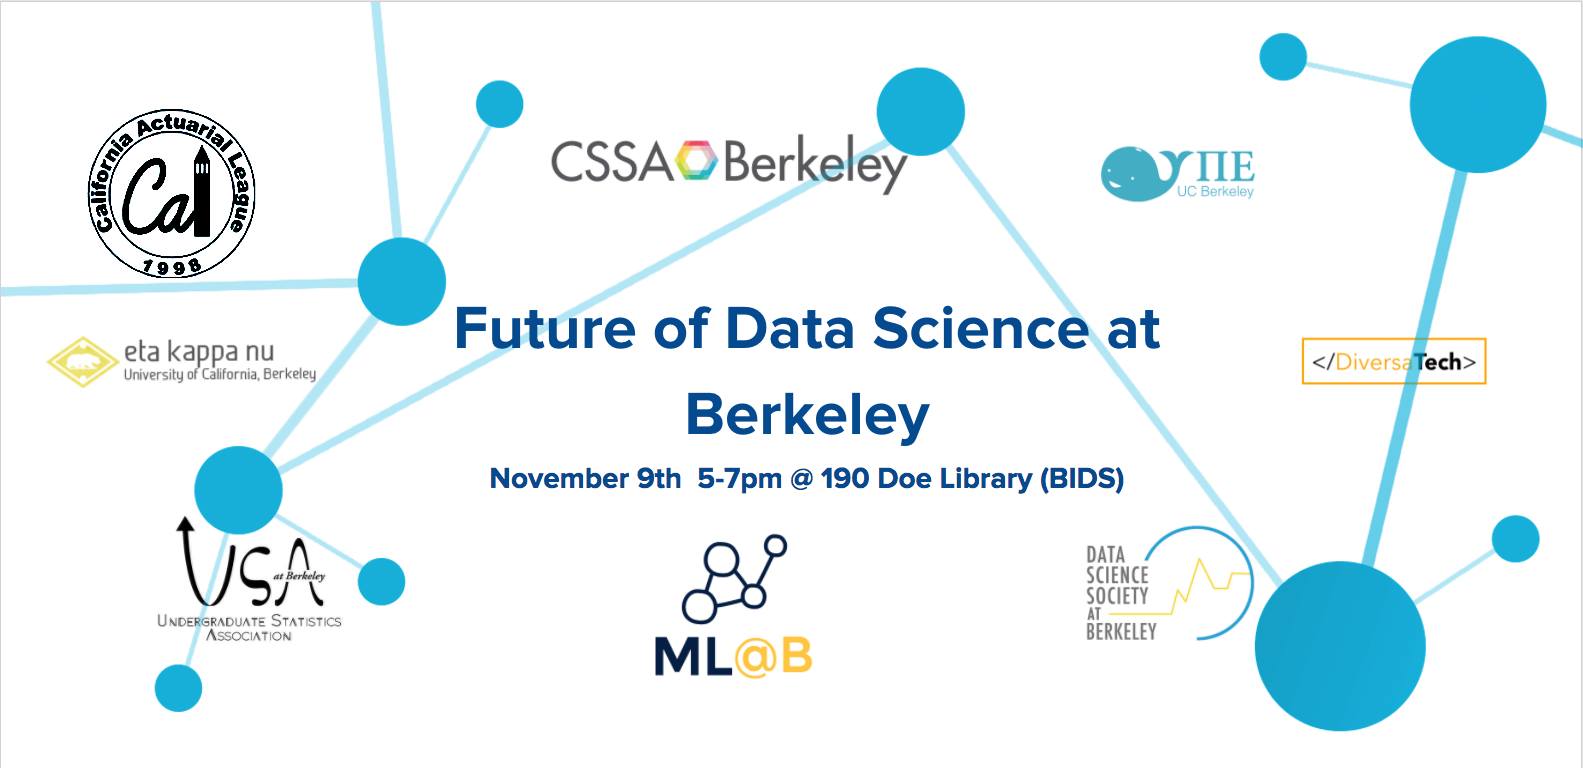 California Actuarial League
Cal
1998
CSSA Berkeley
ΥΠΕ
UC Berkeley
Future of Data Science at
Berkeley
November 9th 5-7pm @ 190 Doe Library (BIDS)
eta kappa nu
University of California, Berkeley
</DiversaTech>
USA
at Berkeley
UNDERGRADUATE STATISTICS
ASSOCIATION
ML@B
DATA
SCIENCE
SOCIETY
AT
BERKELEY